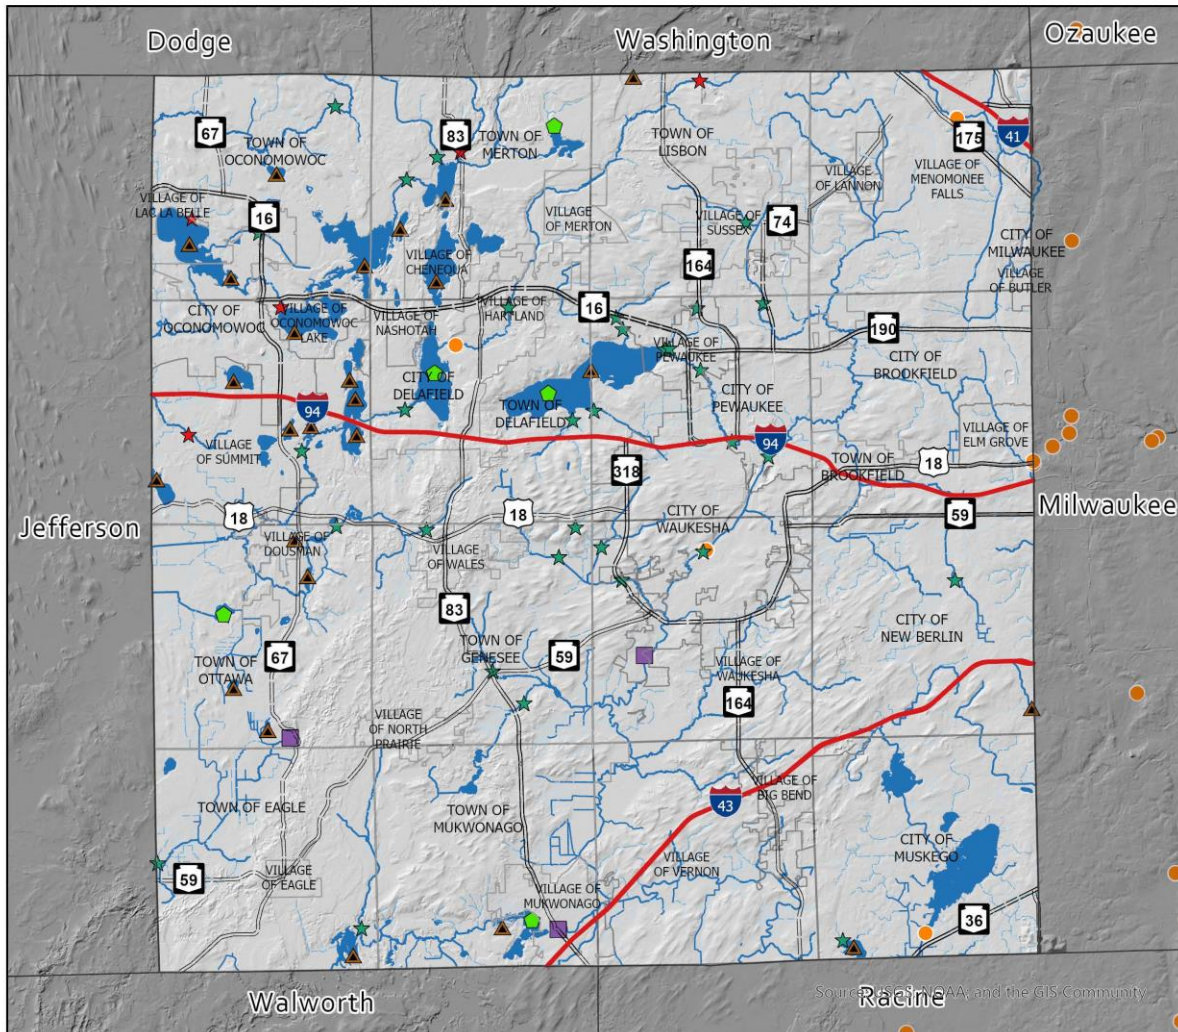 Dodge
Washington
Ozaukee
67
TOWN OF
OCONOMOWOC
83
TOWN OF
MERTON
TOWN OF
LISBON
175
41
VILLAGE OF
MENOMONEE
FALLS
VILLAGE
OF LANNON
VILLAGE OF
LAC LA BELLE
16
VILLAGE
OF MERTON
VILLAGE OF
SUSSEX
74
CITY OF
MILWAUKEE
VILLAGE OF
CHENEQUA
164
VILLAGE
OF BUTLER
CITY OF
OCONOMOWOC
VILLAGE OF
OCONOMOWOC
LAKE
VILLAGE OF
NASHOTAH
VILLAGE OF
HARTLAND
16
VILLAGE OF
PEWAUKEE
190
CITY OF
BROOKFIELD
CITY OF
DELAFIELD
TOWN OF
DELAFIELD
CITY OF
PEWAUKEE
94
94
VILLAGE
OF SUMMIT
VILLAGE OF
ELM GROVE
TOWN OF
BROOKFIELD
18
318
Jefferson
18
18
CITY OF
WAUKESHA
59
Milwaukee
VILLAGE OF
DOUSMAN
VILLAGE
OF WALES
83
TOWN OF
GENESEE
59
CITY OF
NEW BERLIN
TOWN OF
OTTAWA
67
VILLAGE OF
WAUKESHA
164
VILLAGE
OF NORTH
PRAIRIE
TOWN OF EAGLE
TOWN OF
MUKWONAGO
43
VILLAGE OF
BIG BEND
CITY OF
MUSKEGO
59
VILLAGE
OF EAGLE
VILLAGE
OF VERNON
VILLAGE OF
MUKWONAGO
36
Walworth
Racine
Source: USGS, NOAA, and the GIS Community